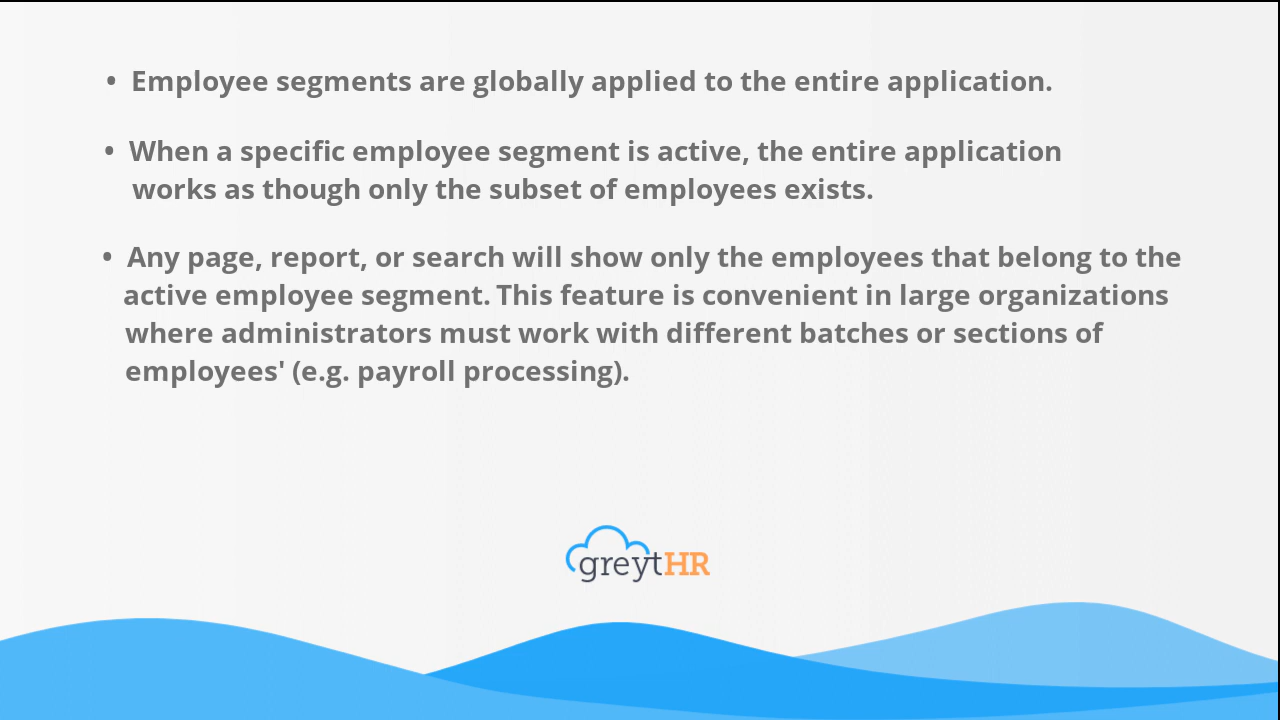 • Employee segments are globally applied to the entire application.
• When a specific employee segment is active, the entire application
works as though only the subset of employees exists.
• Any page, report, or search will show only the employees that belong to the
active employee segment. This feature is convenient in large organizations
where administrators must work with different batches or sections of
employees' (e.g. payroll processing).
greytHR